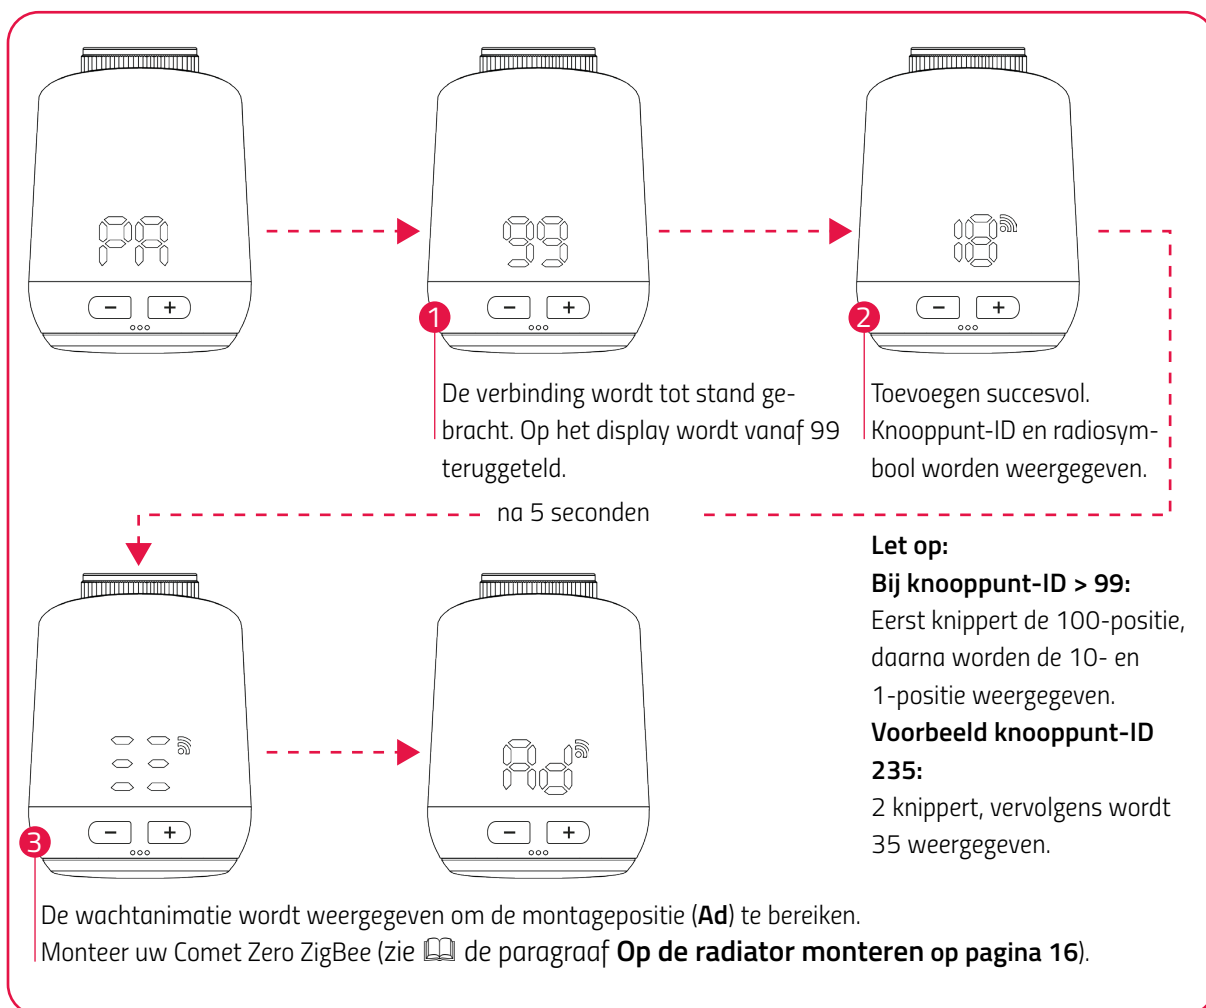 PA
99
18
− +
− +
− +
1
2
De verbinding wordt tot stand ge-
bracht. Op het display wordt vanaf 99
teruggeteld.
Toevoegen succesvol.
Knooppunt-ID en radiosym-
bool worden weergegeven.
na 5 seconden
Let op:
Bij knooppunt-ID > 99:
Eerst knippert de 100-positie,
daarna worden de 10- en
1-positie weergegeven.
Voorbeeld knooppunt-ID
235:
2 knippert, vervolgens wordt
35 weergegeven.
Ad
− +
− +
3
De wachtanimatie wordt weergegeven om de montagepositie (Ad) te bereiken.
Monteer uw Comet Zero ZigBee (zie de paragraaf Op de radiator monteren op pagina 16).